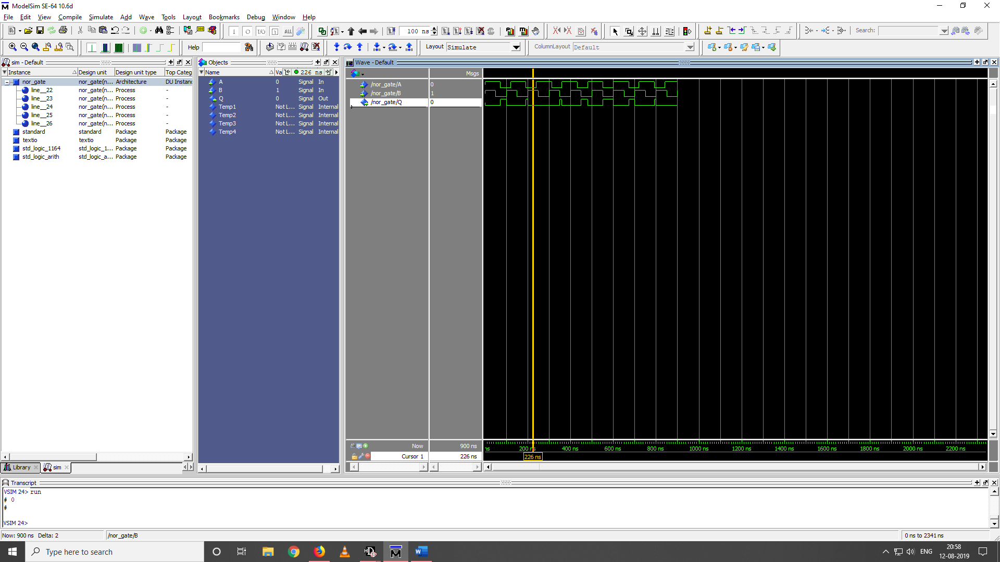 ModelSim SE-64 10.6d
File Edit View Compile Simulate Add Wave Tools Layout Bookmarks Debug Window Help
100 ns
Search:
Help
Layout Simulate
ColumnLayout Default
sim - Default
Instance Design unit Design unit type Top Categ
nor_gate nor_gate(n... Architecture DU Instanc
line__22 nor_gate(n... Process -
line__23 nor_gate(n... Process -
line__24 nor_gate(n... Process -
line__25 nor_gate(n... Process -
line__26 nor_gate(n... Process -
standard standard Package Package
textio textio Package Package
std_logic_1164 std_logic_1... Package Package
std_logic_arith std_logic_a... Package Package
Library sim
Objects
Name Va 226 ns
A 0 Signal In
B 1 Signal In
Q 0 Signal Out
Temp1 Not L... Signal Internal
Temp2 Not L... Signal Internal
Temp3 Not L... Signal Internal
Temp4 Not L... Signal Internal
Wave - Default
Msgs
/nor_gate/A 0
/nor_gate/B 1
/nor_gate/Q 0
Now 900 ns
Cursor 1 226 ns
ns 200 ns 400 ns 600 ns 800 ns 1000 ns 1200 ns 1400 ns 1600 ns 1800 ns 2000 ns 2200 ns
226 ns
Transcript
VSIM 24> run
# 0
#
VSIM 24>
Now: 900 ns Delta: 2
/nor_gate/B
0 ns to 2341 ns
Type here to search
ENG
20:58
12-08-2019